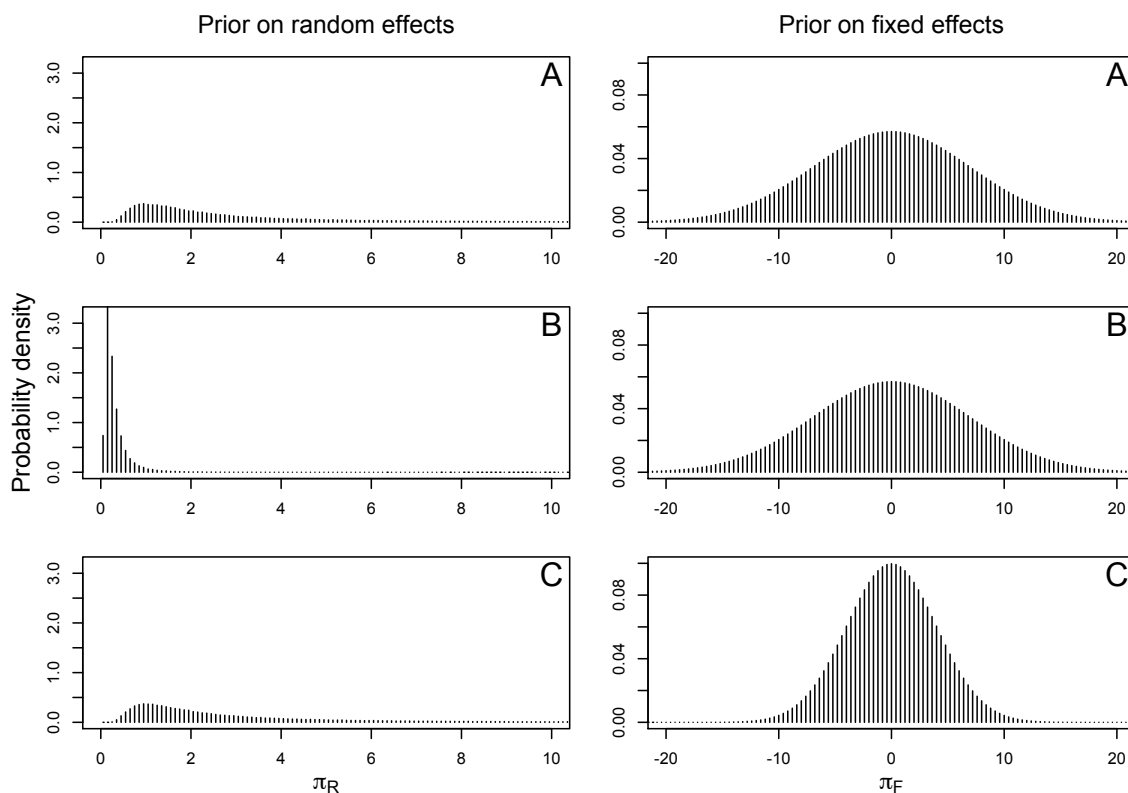 Prior on random effects
Prior on fixed effects
A
0.0 1.0 2.0 3.0
0 2 4 6 8 10
A
0.00 0.04 0.08
-20 -10 0 10 20
Probability density
B
0.0 1.0 2.0 3.0
0 2 4 6 8 10
B
0.00 0.04 0.08
-20 -10 0 10 20
C
0.0 1.0 2.0 3.0
0 2 4 6 8 10
πR
C
0.00 0.04 0.08
-20 -10 0 10 20
πF